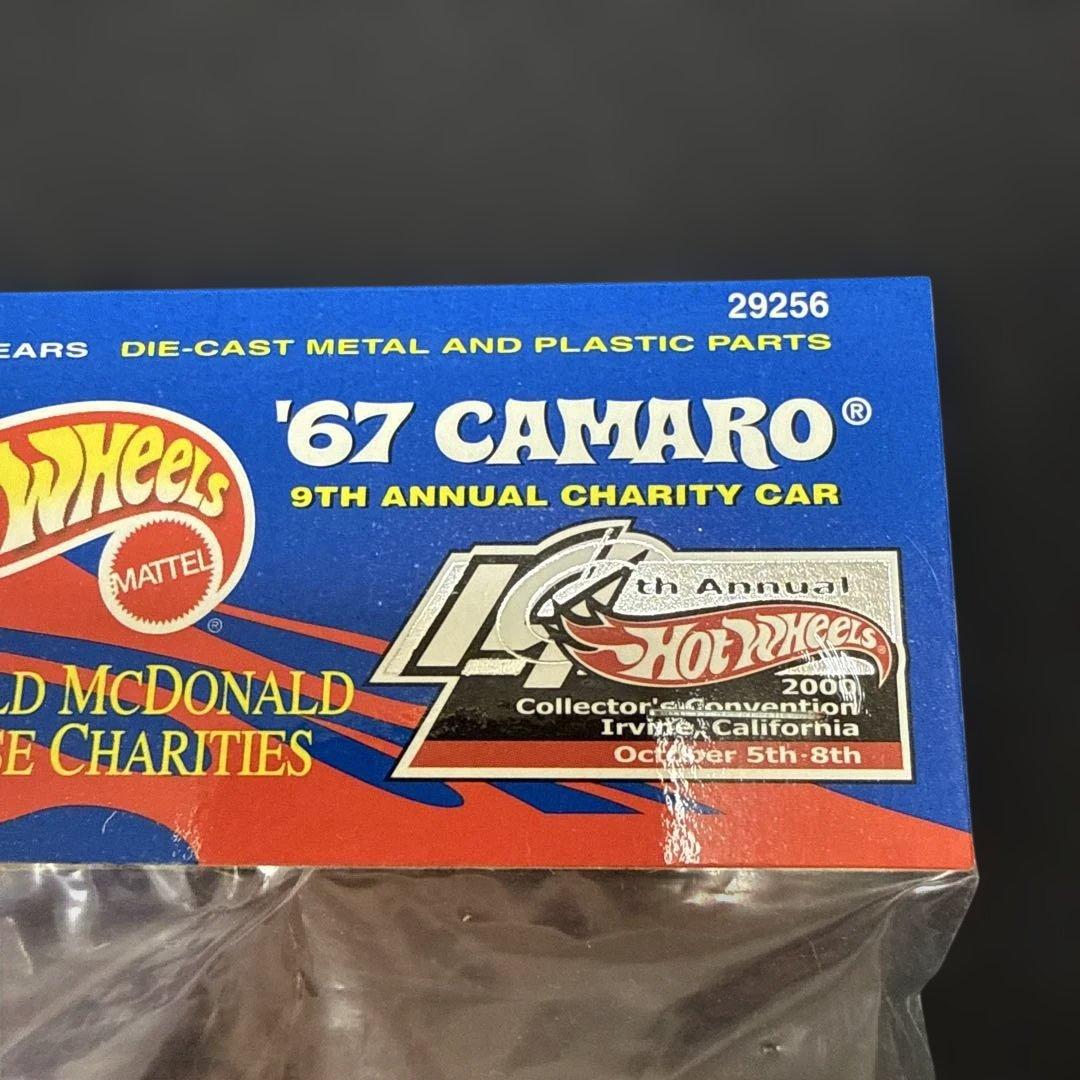 29256
EARS DIE-CAST METAL AND PLASTIC PARTS
'67 CAMARO®
9TH ANNUAL CHARITY CAR
WHEELS
MATTEL
®
LD MCDONALD
SE CHARITIES
14th Annual
HOT WHEELS®
2000
Collector's Convention
Irvine, California
October 5th-8th